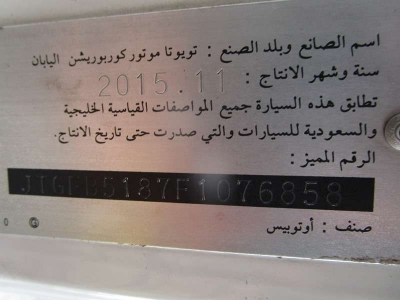 اسم الصانع وبلد الصنع : تويوتا موتور كوربوريشن اليابان
سنة وشهر الانتاج : 2015.11
تطابق هذه السيارة جميع المواصفات القياسية الخليجية
والسعودية للسيارات والتي صدرت حتى تاريخ الانتاج.
الرقم المميز :
JTGFB5187F1076858
صنف : أوتوبيس